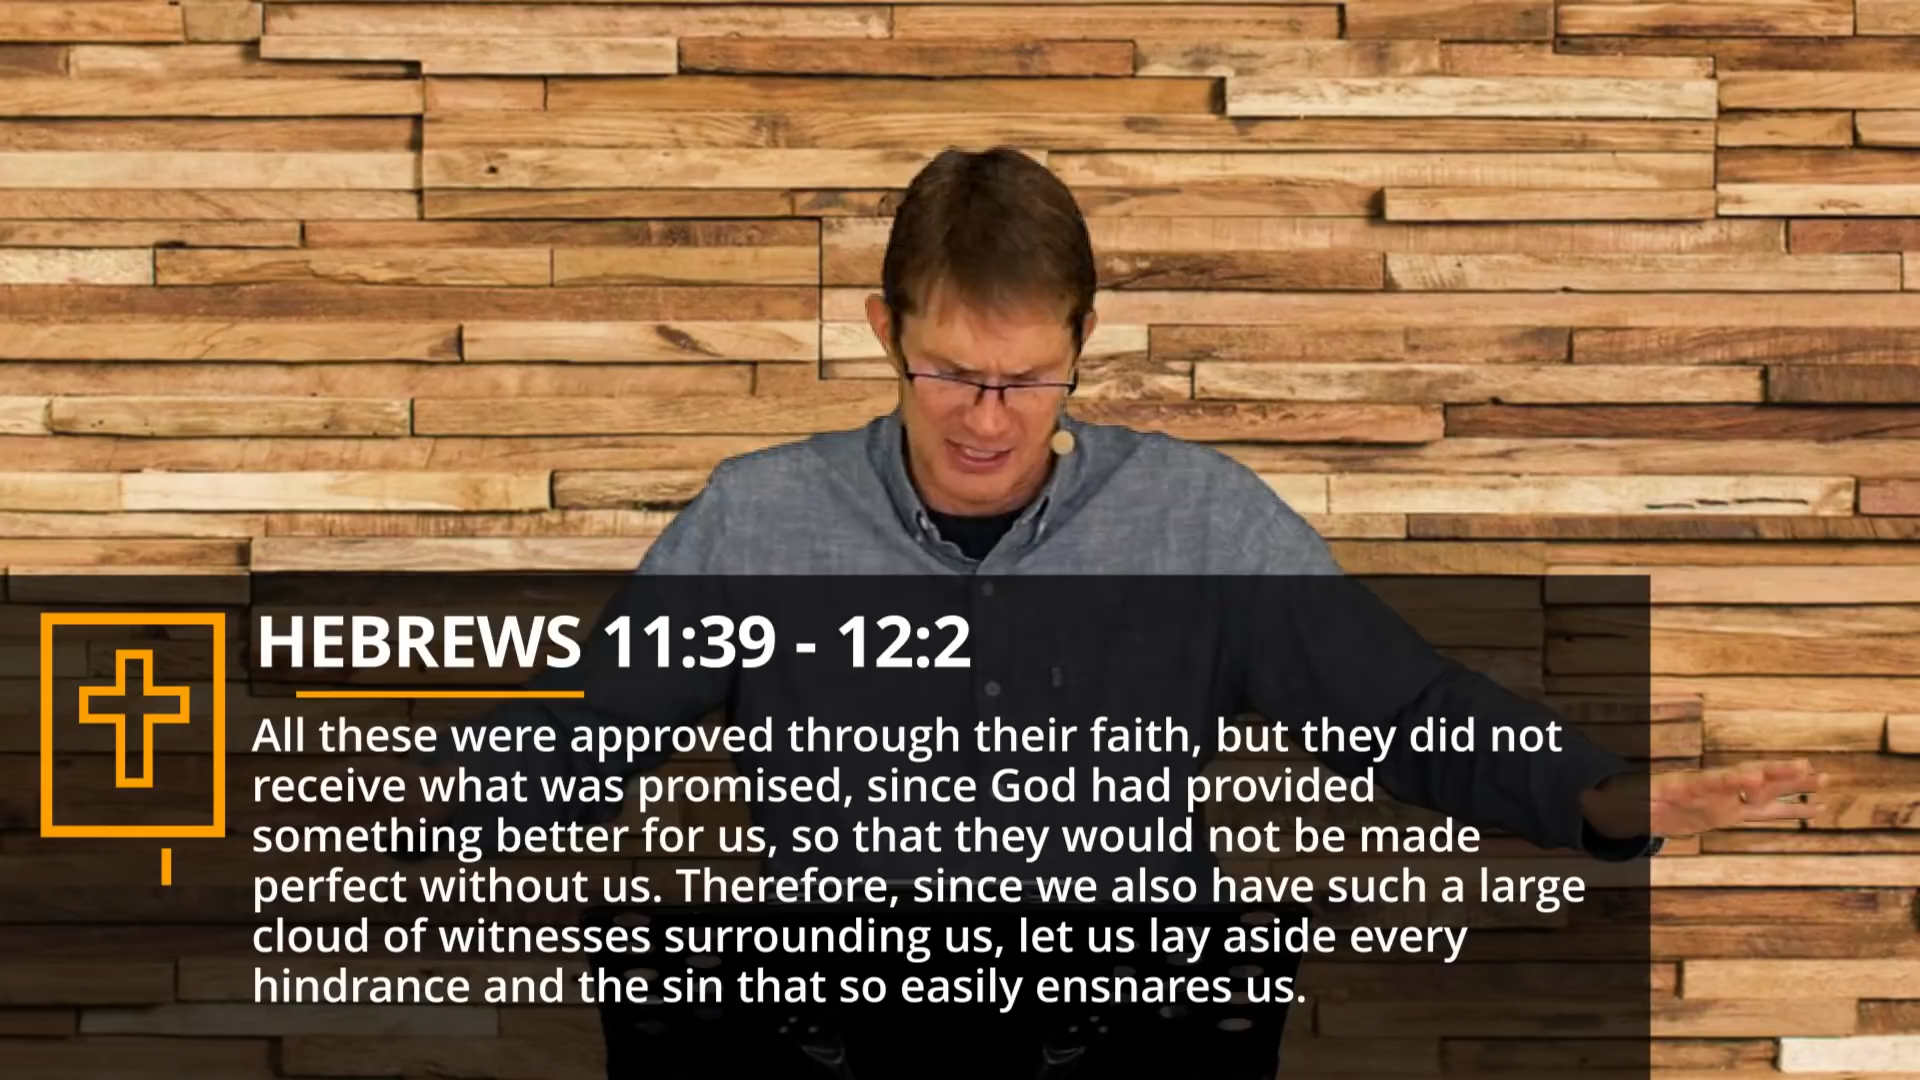 HEBREWS 11:39 - 12:2
All these were approved through their faith, but they did not
receive what was promised, since God had provided
something better for us, so that they would not be made
perfect without us. Therefore, since we also have such a large
cloud of witnesses surrounding us, let us lay aside every
hindrance and the sin that so easily ensnares us.